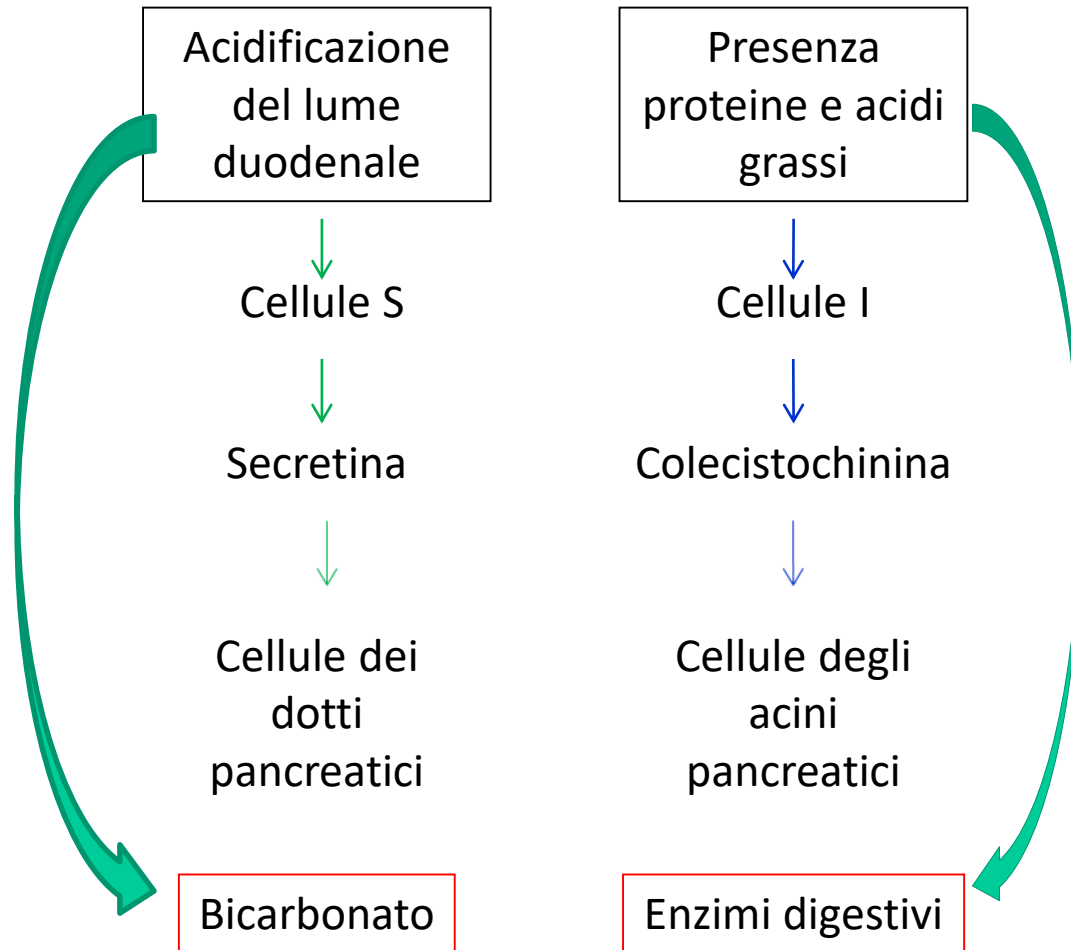 Acidificazione
del lume
duodenale
Cellule S
Secretina
Cellule dei
dotti
pancreatici
Bicarbonato
Presenza
proteine e acidi
grassi
Cellule I
Colecistochinina
Cellule degli
acini
pancreatici
Enzimi digestivi